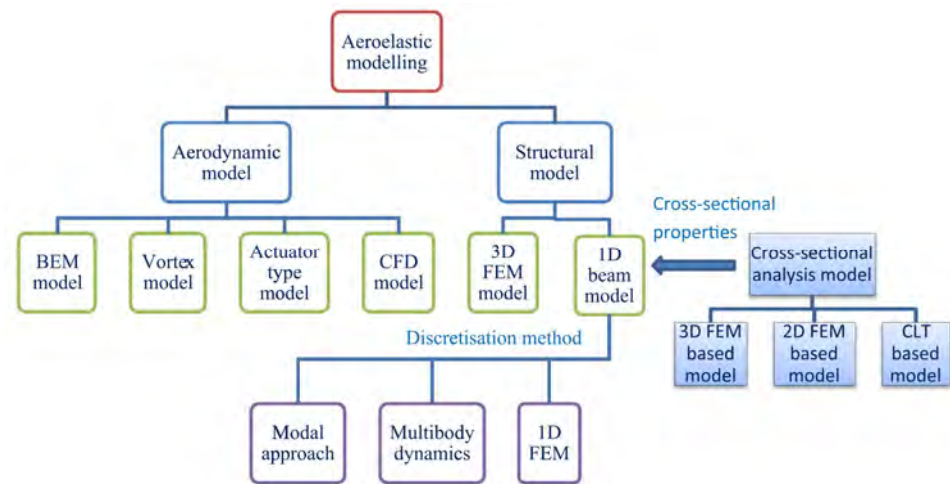 Aeroelastic
modelling
Aerodynamic
model
Structural
model
Cross-sectional
properties
BEM
model
Vortex
model
Actuator
type
model
CFD
model
3D
FEM
model
1D
beam
model
Cross-sectional
analysis model
3D FEM
based
model
2D FEM
based
model
CLT
based
model
Discretisation method
Modal
approach
Multibody
dynamics
1D
FEM